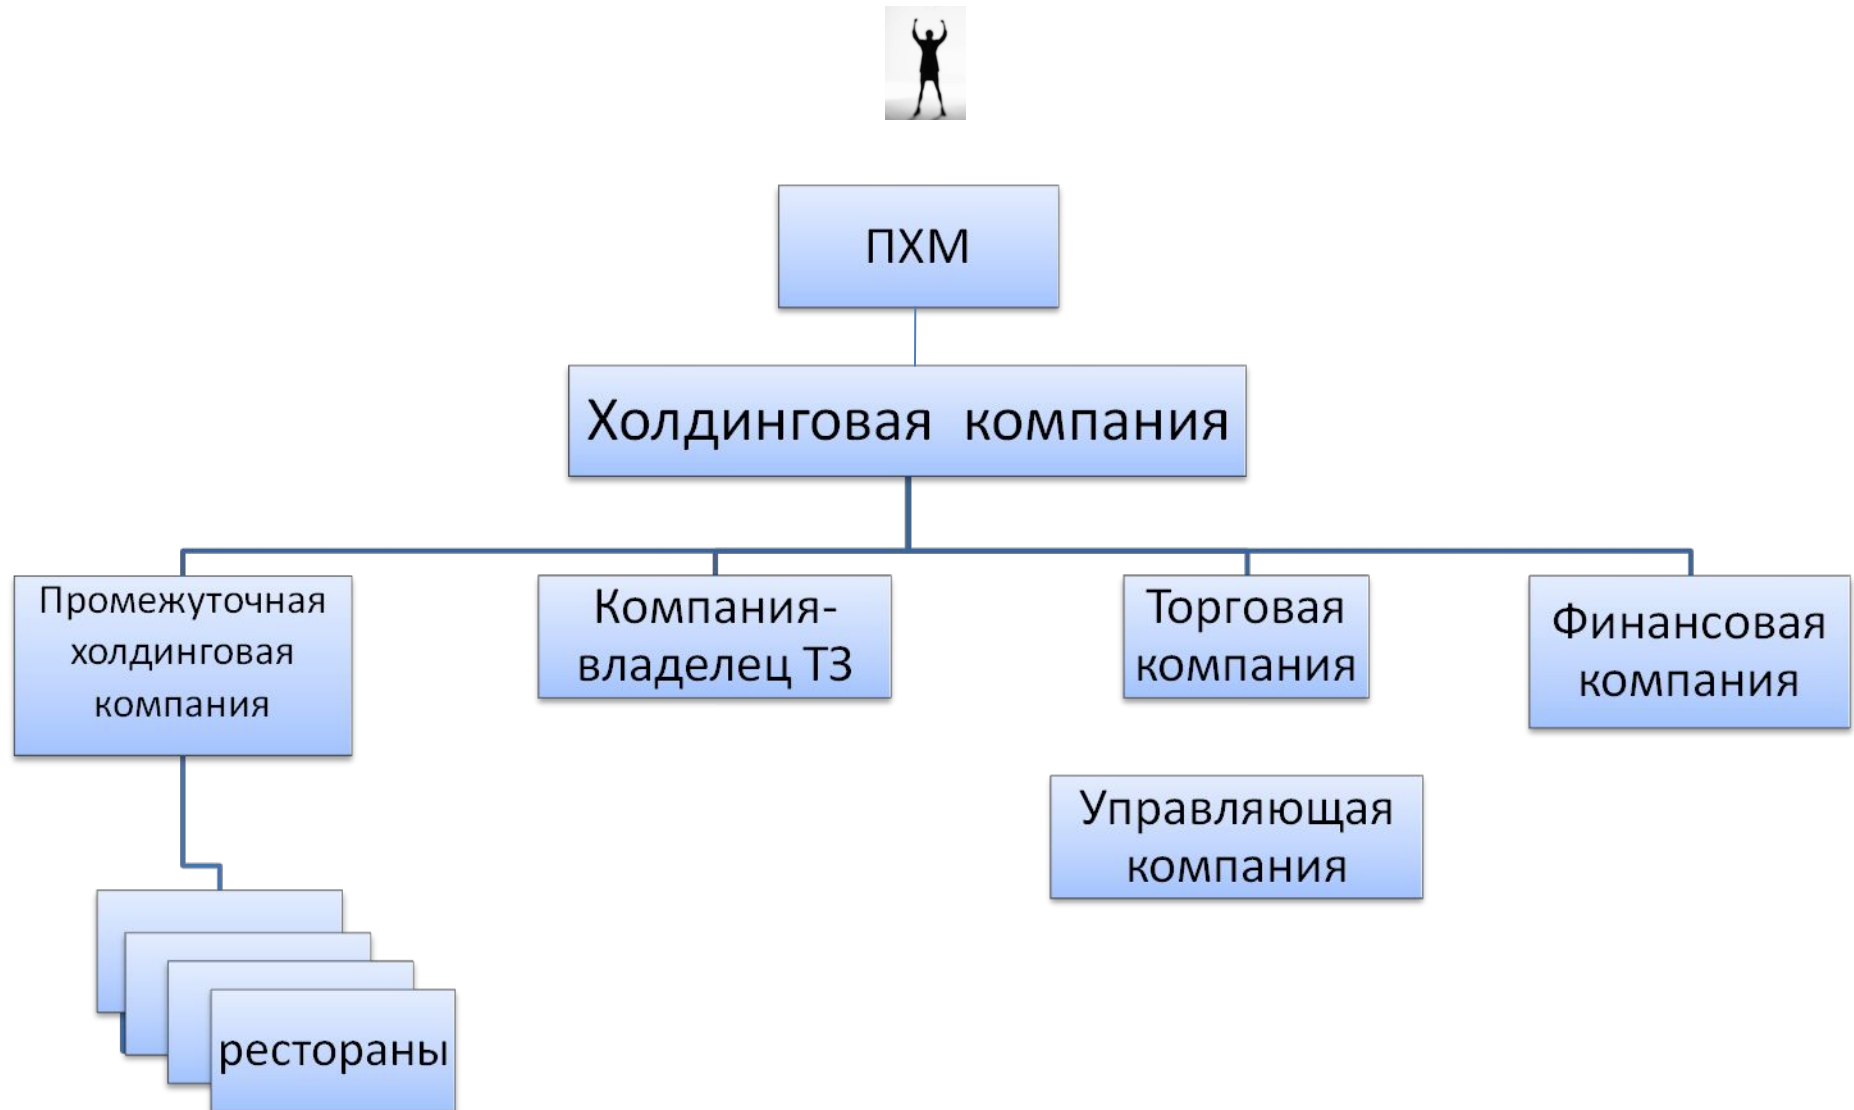 ПХМ
Холдинговая компания
Промежуточная
холдинговая
компания
Компания-
владелец ТЗ
Торговая
компания
Финансовая
компания
Управляющая
компания
рестораны